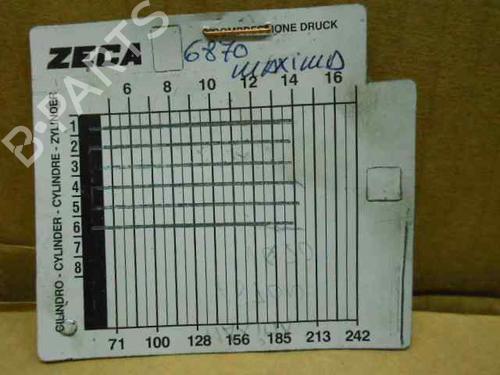 COMPRESSIONE DRUCK
ZECA
6870
MAXIMA
6 8 10 12 14 16
CILINDRO - CYLINDER - CYLINDRE - ZYLINDER
1
2
3
4
5
6
7
8
71 100 128 156 185 213 242
B-PARTS